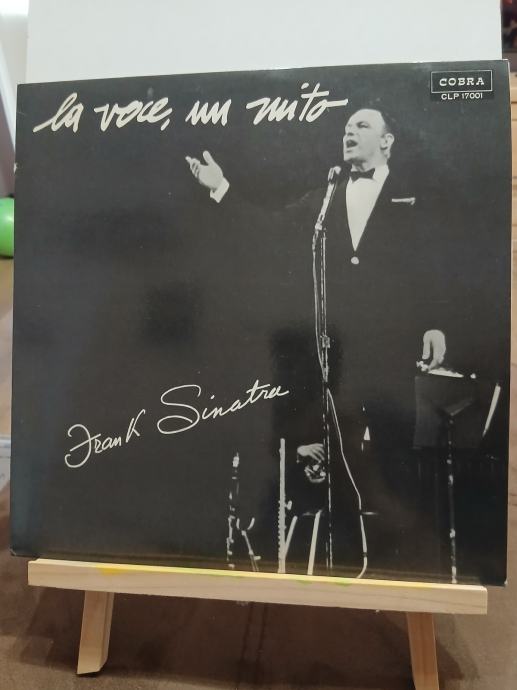 COBRA
CLP 17001
la voce, un mito
Frank Sinatra